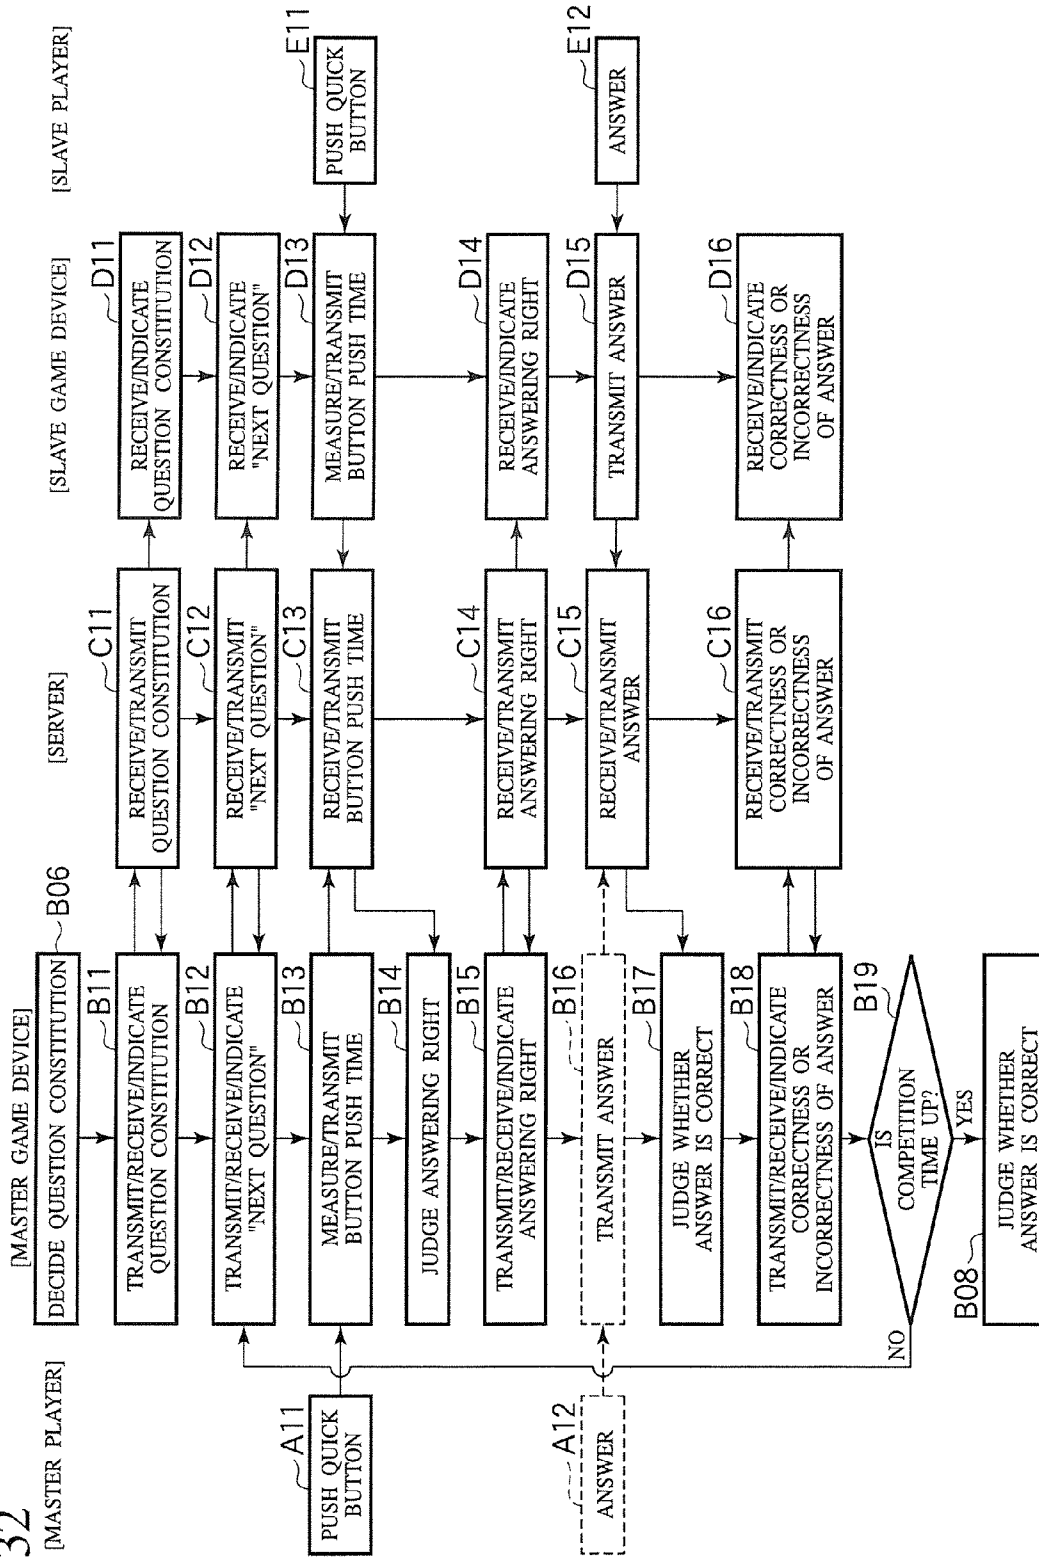 32
[MASTER PLAYER]
[MASTER GAME DEVICE]
[SERVER]
[SLAVE GAME DEVICE]
[SLAVE PLAYER]
B06
DECIDE QUESTION CONSTITUTION
B11
TRANSMIT/RECEIVE/INDICATE
QUESTION CONSTITUTION
C11
RECEIVE/TRANSMIT
QUESTION CONSTITUTION
D11
RECEIVE/INDICATE
QUESTION CONSTITUTION
B12
TRANSMIT/RECEIVE/INDICATE
"NEXT QUESTION"
C12
RECEIVE/TRANSMIT
"NEXT QUESTION"
D12
RECEIVE/INDICATE
"NEXT QUESTION"
A11
PUSH QUICK
BUTTON
B13
MEASURE/TRANSMIT
BUTTON PUSH TIME
C13
RECEIVE/TRANSMIT
BUTTON PUSH TIME
D13
MEASURE/TRANSMIT
BUTTON PUSH TIME
E11
PUSH QUICK
BUTTON
B14
JUDGE ANSWERING RIGHT
B15
TRANSMIT/RECEIVE/INDICATE
ANSWERING RIGHT
C14
RECEIVE/TRANSMIT
ANSWERING RIGHT
D14
RECEIVE/INDICATE
ANSWERING RIGHT
A12
ANSWER
B16
TRANSMIT ANSWER
C15
RECEIVE/TRANSMIT
ANSWER
D15
TRANSMIT ANSWER
E12
ANSWER
B17
JUDGE WHETHER
ANSWER IS CORRECT
B18
TRANSMIT/RECEIVE/INDICATE
CORRECTNESS OR
INCORRECTNESS OF ANSWER
C16
RECEIVE/TRANSMIT
CORRECTNESS OR
INCORRECTNESS
OF ANSWER
D16
RECEIVE/INDICATE
CORRECTNESS OR
INCORRECTNESS
OF ANSWER
B19
IS
COMPETITION
TIME UP?
NO
YES
B08
JUDGE WHETHER
ANSWER IS CORRECT